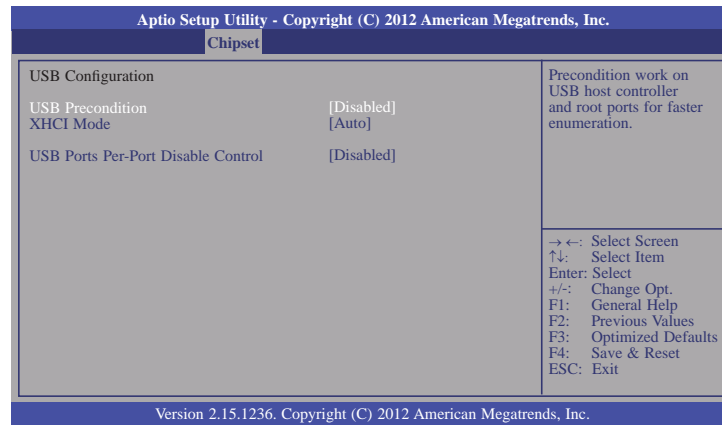 Aptio Setup Utility - Copyright (C) 2012 American Megatrends, Inc.
Chipset
USB Configuration
USB Precondition [Disabled]
XHCI Mode [Auto]
USB Ports Per-Port Disable Control [Disabled]
Precondition work on
USB host controller
and root ports for faster
enumeration.
→←: Select Screen
↑↓: Select Item
Enter: Select
+/-: Change Opt.
F1: General Help
F2: Previous Values
F3: Optimized Defaults
F4: Save & Reset
ESC: Exit
Version 2.15.1236. Copyright (C) 2012 American Megatrends, Inc.